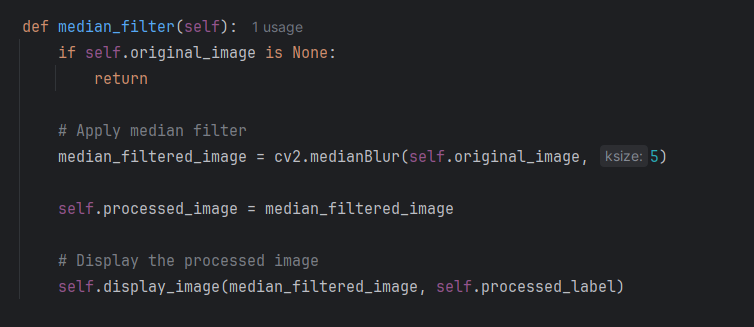 def median_filter(self): 1 usage
    if self.original_image is None:
        return

    # Apply median filter
    median_filtered_image = cv2.medianBlur(self.original_image, ksize: 5)

    self.processed_image = median_filtered_image

    # Display the processed image
    self.display_image(median_filtered_image, self.processed_label)